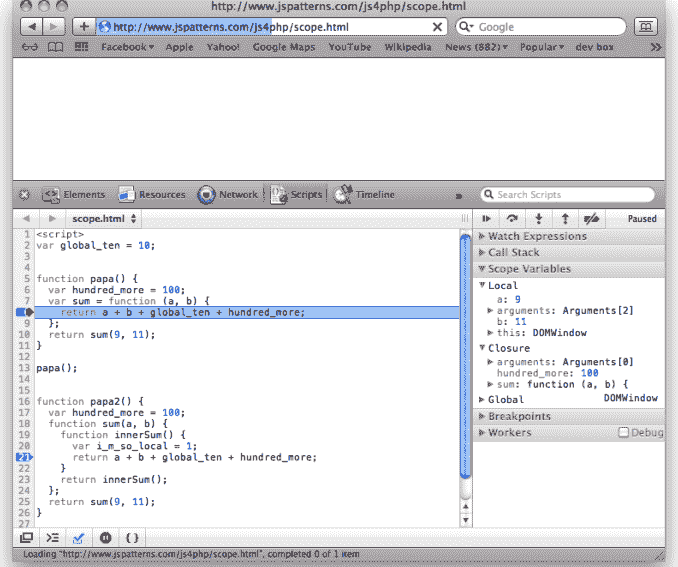 http://www.jspatterns.com/js4php/scope.html
http://www.jspatterns.com/js4php/scope.html Google
Facebook Apple Yahoo! Google Maps YouTube Wikipedia News (882) Popular dev box
Elements Resources Network Scripts Timeline » Search Scripts
scope.html Paused
1 <script>
2 var global_ten = 10;
3
4
5 function papa() {
6 var hundred_more = 100;
7 var sum = function (a, b) {
return a + b + global_ten + hundred_more;
9 };
10 return sum(9, 11);
11 }
12
13 papa();
14
15
16 function papa2() {
17 var hundred_more = 100;
18 function sum(a, b) {
19 function innerSum() {
20 var i_m_so_local = 1;
21 return a + b + global_ten + hundred_more;
22 }
23 return innerSum();
24 };
25 return sum(9, 11);
26 }
27
Watch Expressions
Call Stack
Scope Variables
Local
a: 9
arguments: Arguments[2]
b: 11
this: DOMWindow
Closure
arguments: Arguments[0]
hundred_more: 100
sum: function (a, b) {
Global DOMWindow
Breakpoints
Workers Debug
Loading "http://www.jspatterns.com/js4php/scope.html", completed 0 of 1 item